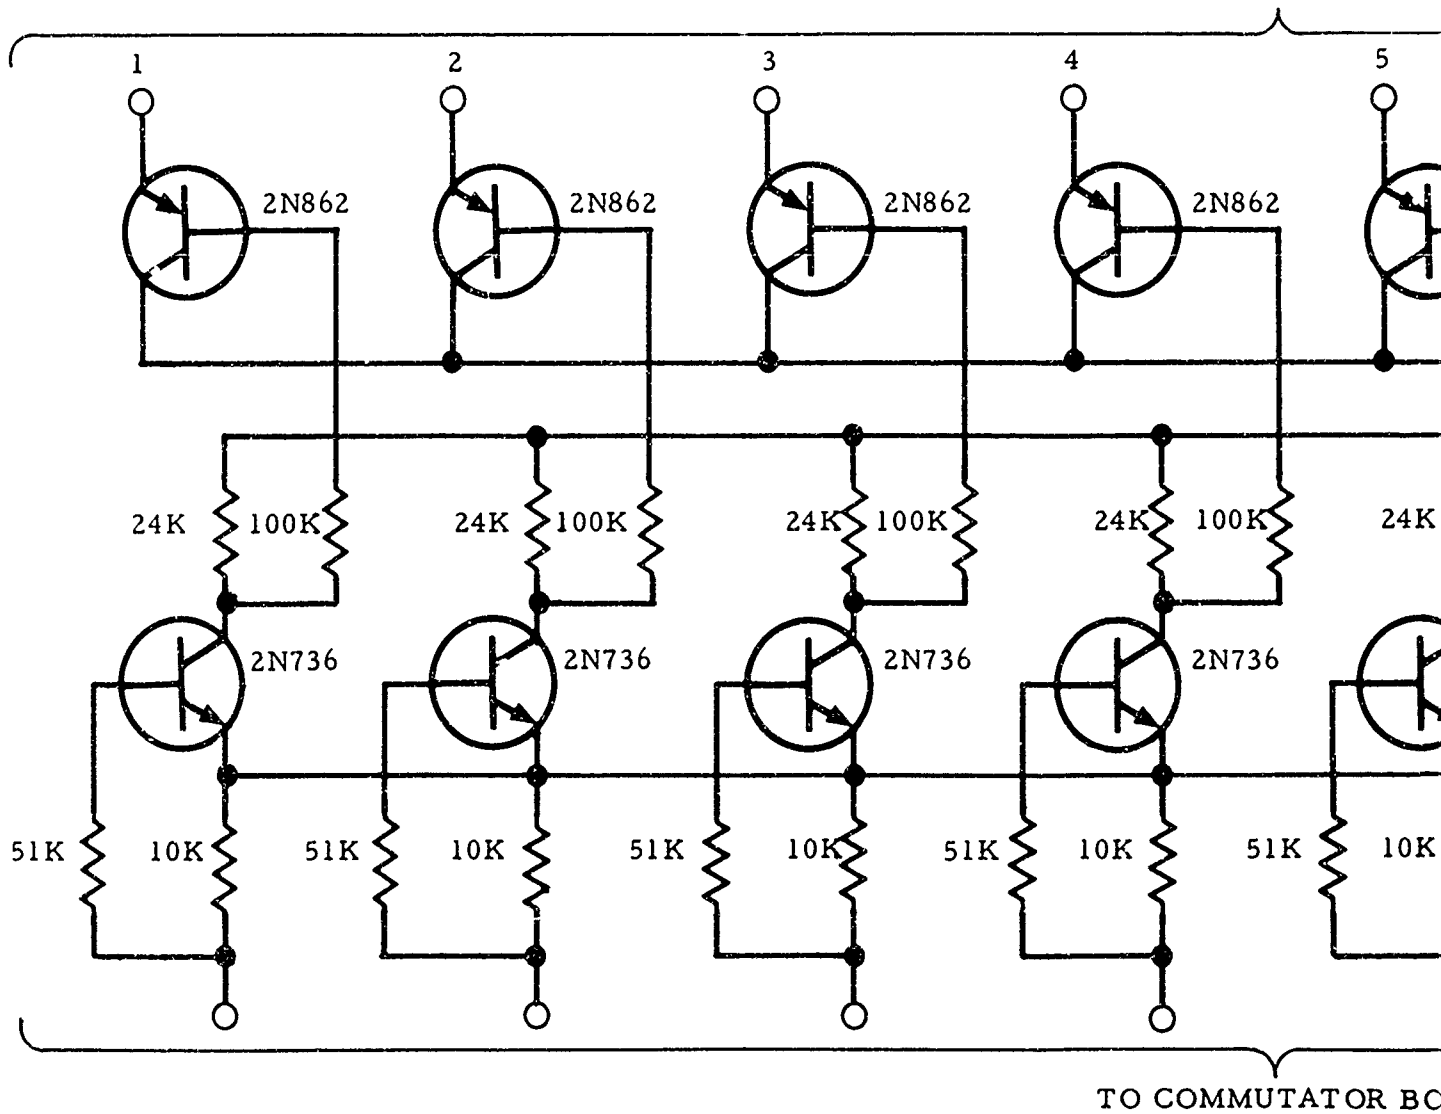 1 2 3 4 5
2N862 2N862 2N862 2N862
24K 100K 24K 100K 24K 100K 24K 100K 24K
2N736 2N736 2N736 2N736
51K 10K 51K 10K 51K 10K 51K 10K 51K 10K
TO COMMUTATOR